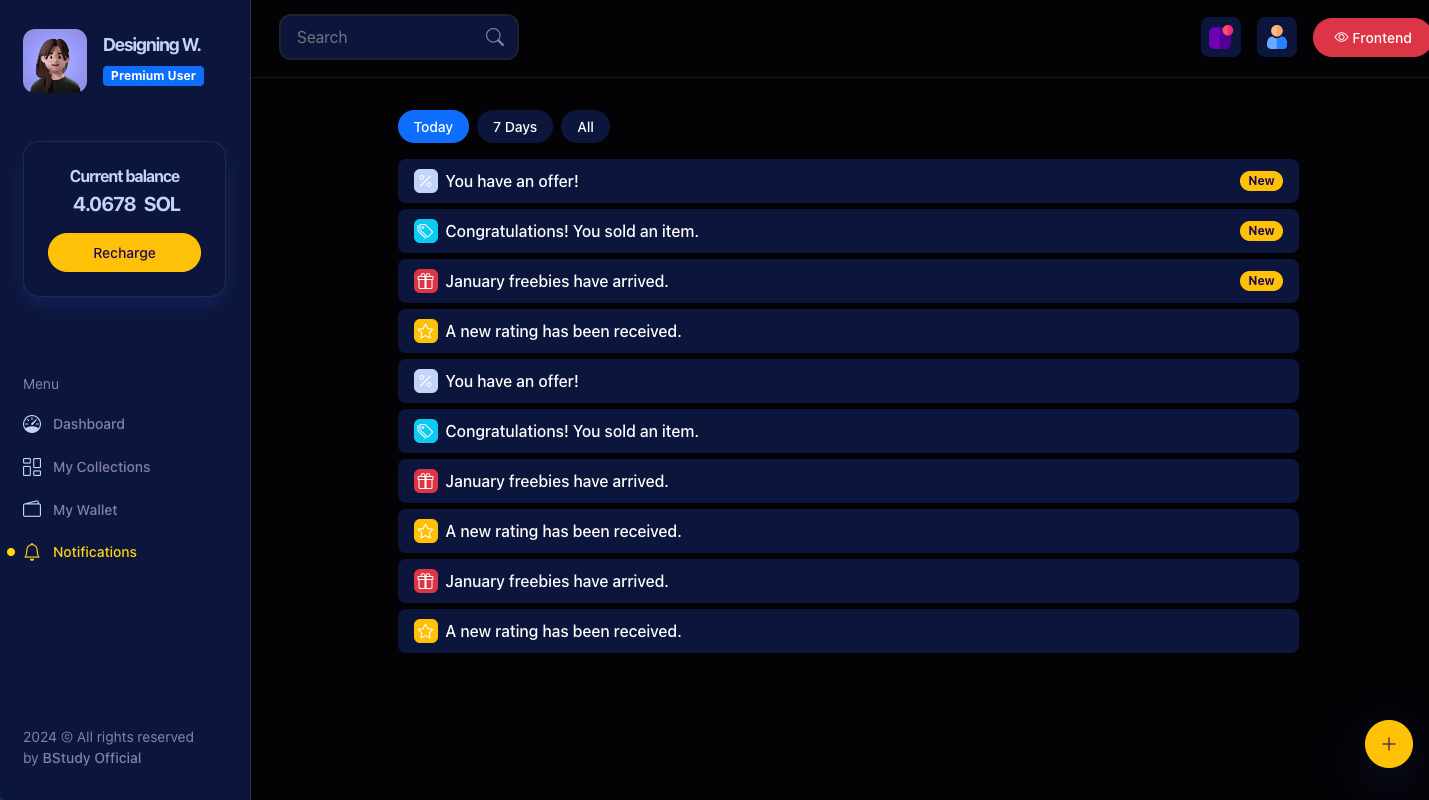 Designing W.
Premium User
Current balance
4.0678 SOL
Recharge
Menu
Dashboard
My Collections
My Wallet
Notifications
2024 © All rights reserved
by BStudy Official
Search
Frontend
Today
7 Days
All
You have an offer!
New
Congratulations! You sold an item.
New
January freebies have arrived.
New
A new rating has been received.
You have an offer!
Congratulations! You sold an item.
January freebies have arrived.
A new rating has been received.
January freebies have arrived.
A new rating has been received.